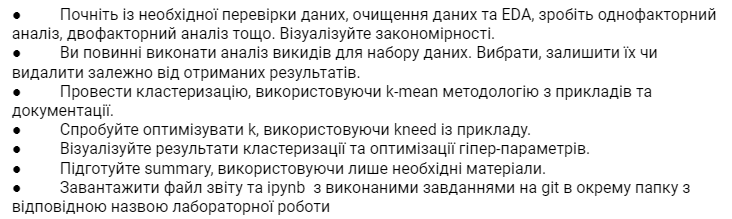 ● Почніть із необхідної перевірки даних, очищення даних та EDA, зробіть однофакторний
аналіз, двофакторний аналіз тощо. Візуалізуйте закономірності.
● Ви повинні виконати аналіз викидів для набору даних. Вибрати, залишити їх чи
видалити залежно від отриманих результатів.
● Провести кластеризацію, використовуючи k-mean методологію з прикладів та
документації.
● Спробуйте оптимізувати k, використовуючи kneed із прикладу.
● Візуалізуйте результати кластеризації та оптимізації гіпер-параметрів.
● Підготуйте summary, використовуючи лише необхідні матеріали.
● Завантажити файл звіту та ipynb з виконаними завданнями на git в окрему папку з
відповідною назвою лабораторної роботи